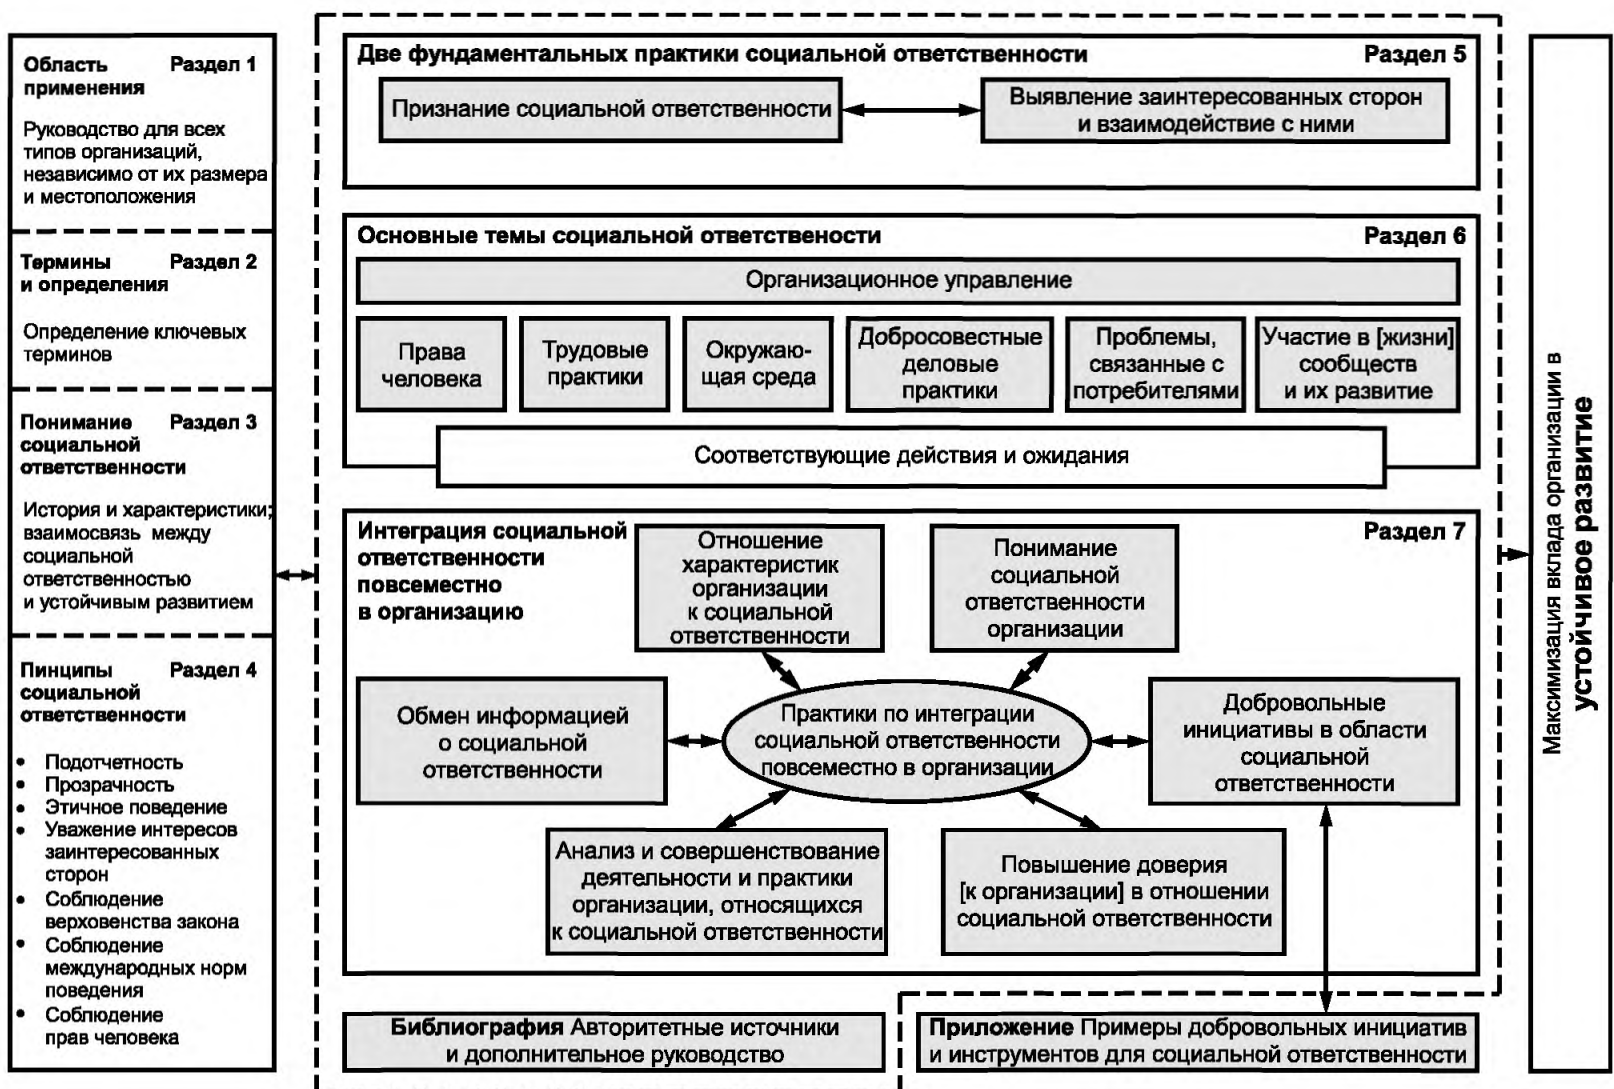 Область Раздел 1
применения
Руководство для всех
типов организаций,
независимо от их размера
и местоположения
Термины Раздел 2
и определения
Определение ключевых
терминов
Понимание Раздел 3
социальной
ответственности
История и характеристики;
взаимосвязь между
социальной
ответственностью
и устойчивым развитием
Пинципы Раздел 4
социальной
ответственности
• Подотчетность
• Прозрачность
• Этичное поведение
• Уважение интересов
заинтересованных
сторон
• Соблюдение
верховенства закона
• Соблюдение
международных норм
поведения
• Соблюдение
прав человека
Две фундаментальных практики социальной ответственности Раздел 5
Признание социальной ответственности
Выявление заинтересованных сторон
и взаимодействие с ними
Основные темы социальной ответствености Раздел 6
Организационное управление
Права
человека
Трудовые
практики
Окружаю-
щая среда
Добросовестные
деловые
практики
Проблемы,
связанные с
потребителями
Участие в [жизни]
сообществ
и их развитие
Соответствующие действия и ожидания
Интеграция социальной Раздел 7
ответственности
повсеместно
в организацию
Отношение
характеристик
организации
к социальной
ответственности
Понимание
социальной
ответственности
организации
Обмен информацией
о социальной
ответственности
Практики по интеграции
социальной ответственности
повсеместно в организации
Добровольные
инициативы в области
социальной
ответственности
Анализ и совершенствование
деятельности и практики
организации, относящихся
к социальной ответственности
Повышение доверия
[к организации] в отношении
социальной ответственности
Библиография Авторитетные источники
и дополнительное руководство
Приложение Примеры добровольных инициатив
и инструментов для социальной ответственности
Максимизация вклада организации в
устойчивое развитие